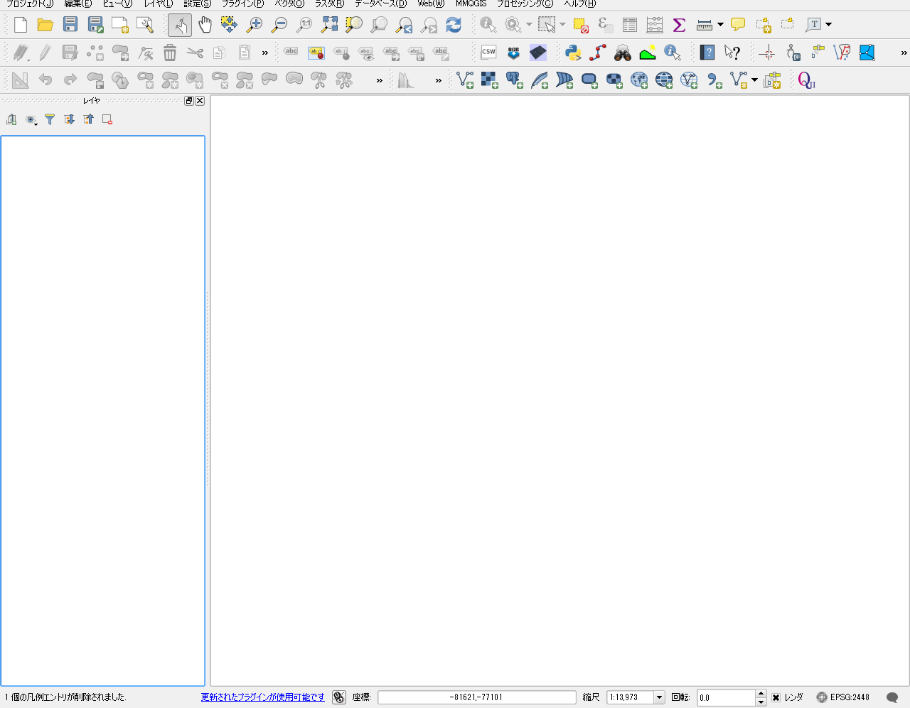 プロジェクト(J) 編集(E) ビュー(V) レイヤ(L) 設定(S) プラグイン(P) ベクタ(O) ラスタ(R) データベース(D) Web(W) MMQGIS プロセッシング(C) ヘルプ(H)
T
» abc abc CSW ? »
» »
レイヤ
1 個の凡例エントリが削除されました. 更新されたプラグインが使用可能です 座標: -81621,-77101 縮尺 1:13,973 回転: 0.0 レンダ EPSG:2448